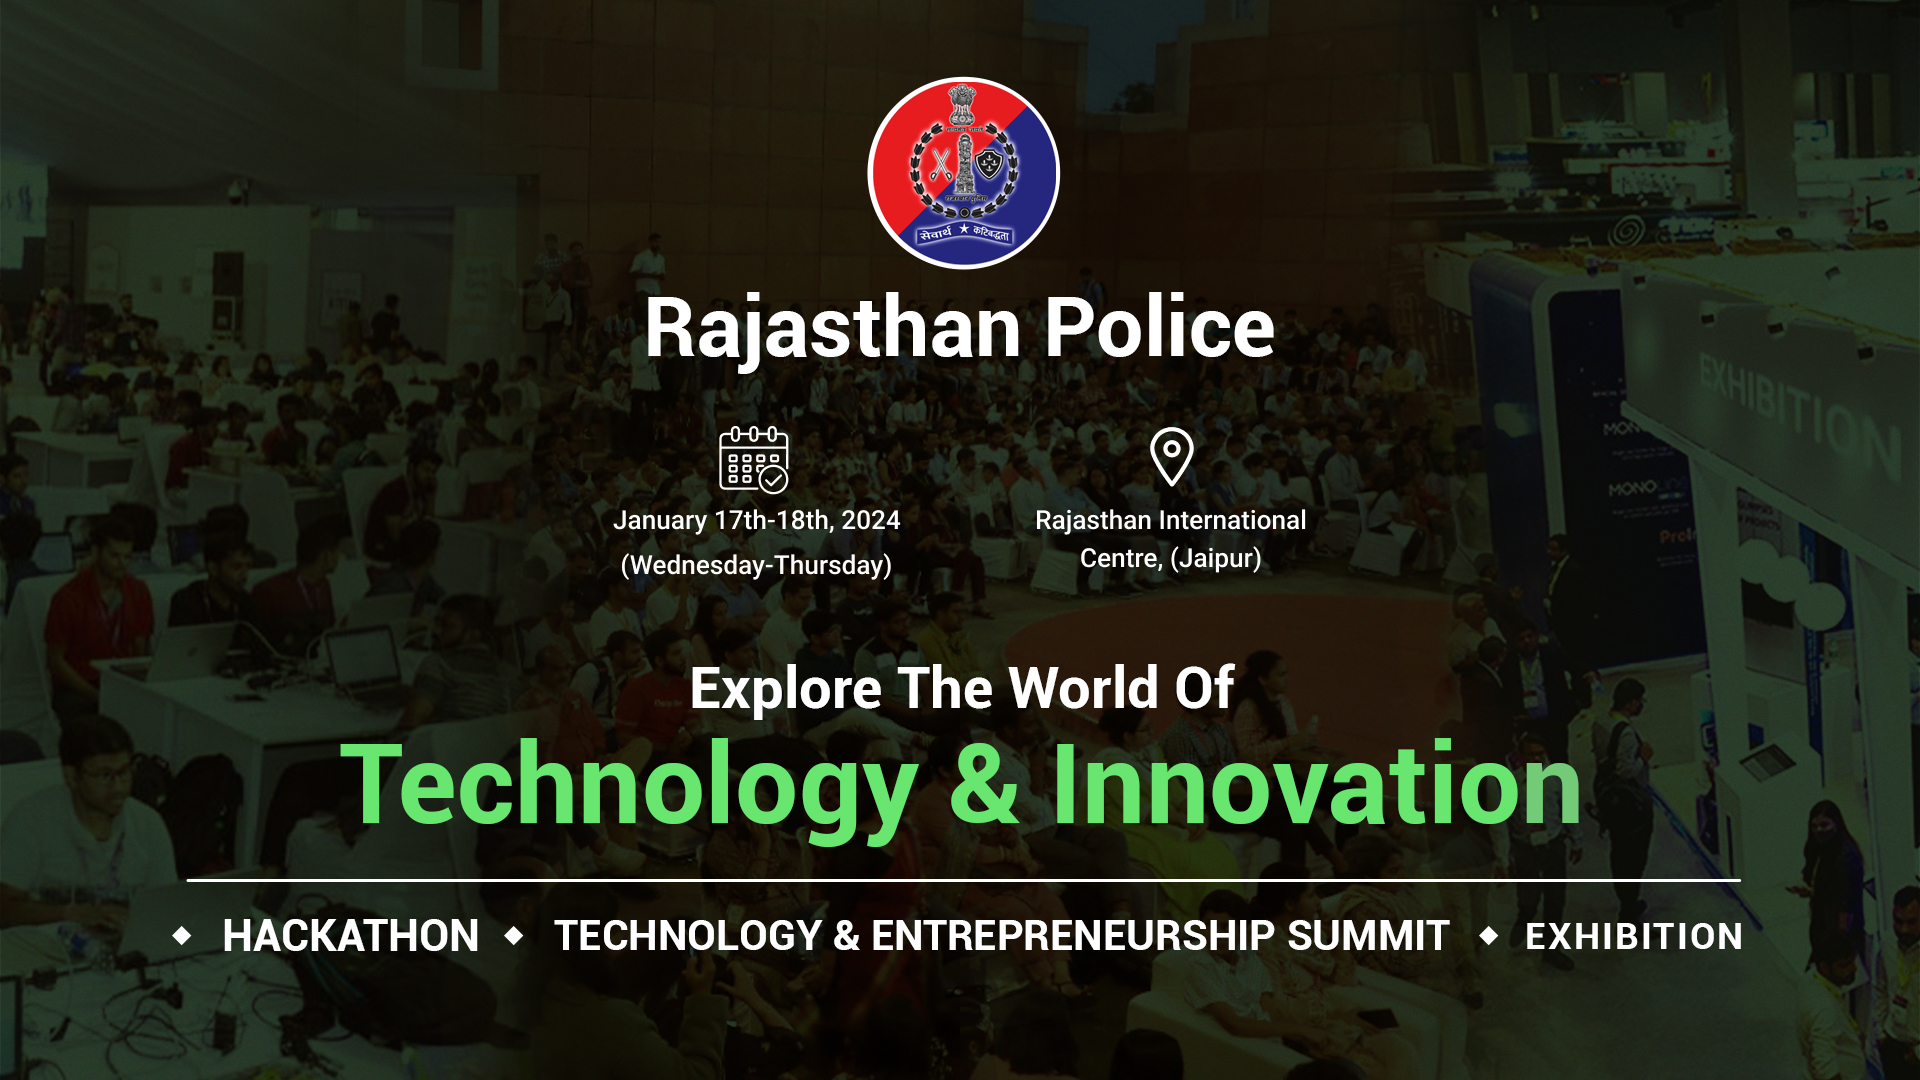 सेवार्थ ★ कटिबद्धता
Rajasthan Police
January 17th-18th, 2024
(Wednesday-Thursday)
Rajasthan International
Centre, (Jaipur)
EXHIBITION
Explore The World Of
Technology & Innovation
HACKATHON
TECHNOLOGY & ENTREPRENEURSHIP SUMMIT
EXHIBITION